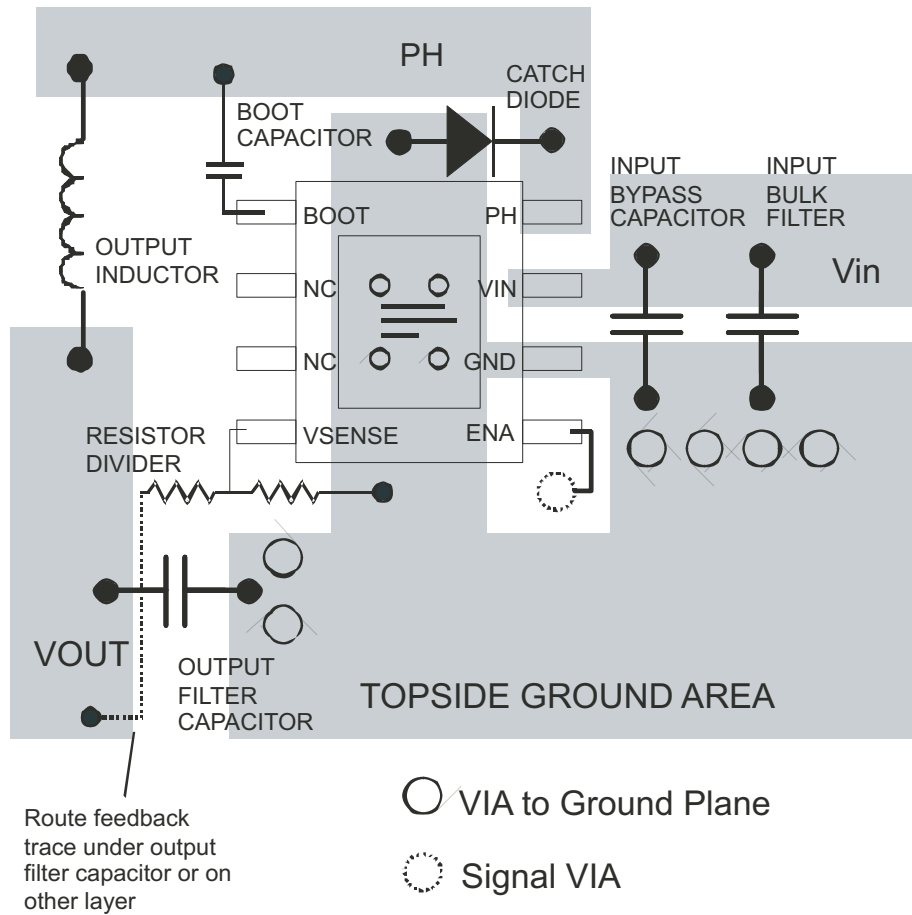 PH
CATCH
DIODE
BOOT
CAPACITOR
INPUT
BYPASS
CAPACITOR
INPUT
BULK
FILTER
Vin
OUTPUT
INDUCTOR
BOOT
PH
NC
VIN
NC
GND
VSENSE
ENA
RESISTOR
DIVIDER
VOUT
OUTPUT
FILTER
CAPACITOR
TOPSIDE GROUND AREA
Route feedback
trace under output
filter capacitor or on
other layer
VIA to Ground Plane
Signal VIA